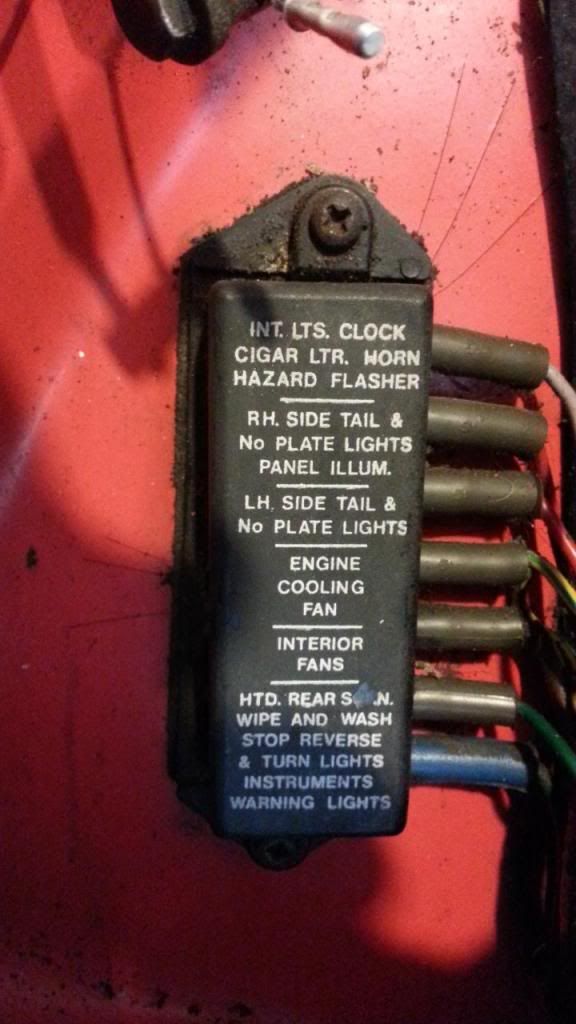 INT. LTS. CLOCK
CIGAR LTR. HORN
HAZARD FLASHER
RH. SIDE TAIL &
No PLATE LIGHTS
PANEL ILLUM.
LH. SIDE TAIL &
No PLATE LIGHTS
ENGINE
COOLING
FAN
INTERIOR
FANS
HTD. REAR
WIPE AND WASH
STOP REVERSE
& TURN LIGHTS
INSTRUMENTS
WARNING LIGHTS